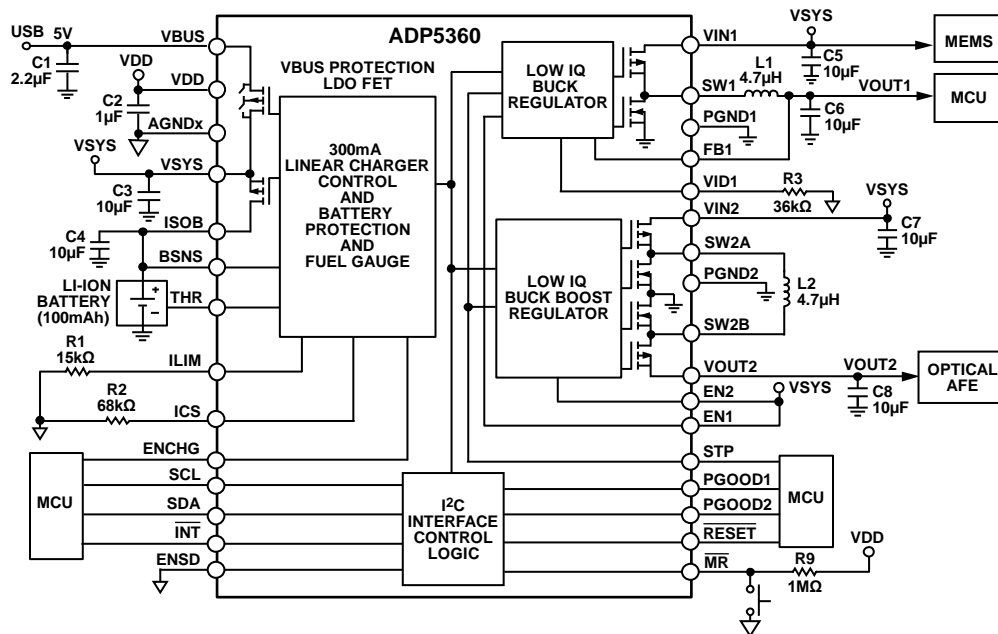 ADP5360
USB 5V
VBUS
C1
2.2µF
VDD
VDD
C2
1µF
AGNDx
VSYS
VSYS
C3
10µF
C4
10µF
ISOB
BSNS
LI-ION
BATTERY
(100mAh)
THR
R1
15kΩ
ILIM
R2
68kΩ
ICS
ENCHG
SCL
MCU
SDA
INT
ENSD
VBUS PROTECTION
LDO FET
300mA
LINEAR CHARGER
CONTROL
AND
BATTERY
PROTECTION
AND
FUEL GAUGE
LOW IQ
BUCK
REGULATOR
LOW IQ
BUCK BOOST
REGULATOR
I2C
INTERFACE
CONTROL
LOGIC
VIN1
VSYS
C5
10µF
MEMS
L1
4.7µH
SW1
VOUT1
MCU
C6
10µF
PGND1
FB1
VID1
R3
36kΩ
VSYS
VIN2
C7
10µF
SW2A
PGND2
L2
4.7µH
SW2B
VOUT2
VOUT2
OPTICAL
AFE
C8
10µF
EN2
VSYS
EN1
STP
PGOOD1
MCU
PGOOD2
RESET
VDD
MR
R9
1MΩ